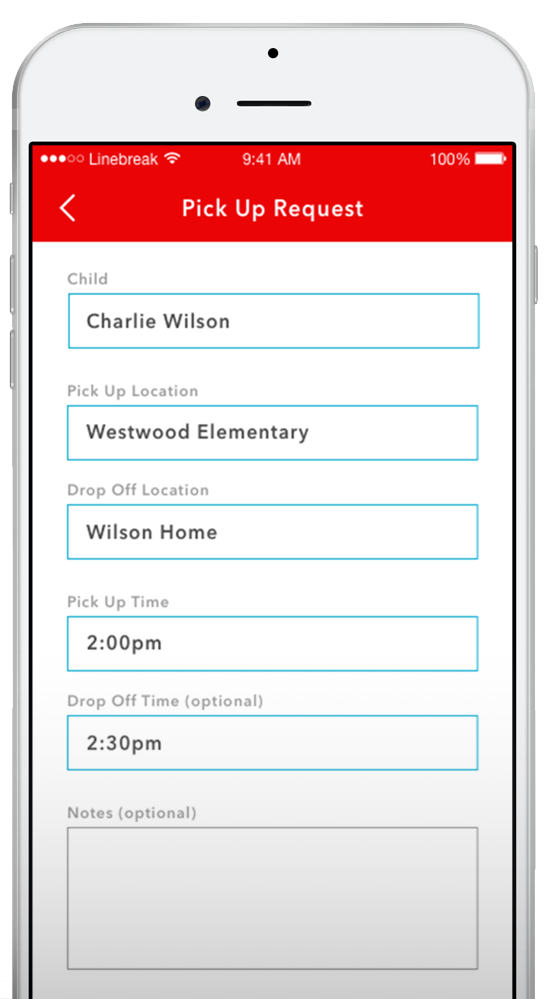 Linebreak 9:41 AM 100%
Pick Up Request
Child
Charlie Wilson
Pick Up Location
Westwood Elementary
Drop Off Location
Wilson Home
Pick Up Time
2:00pm
Drop Off Time (optional)
2:30pm
Notes (optional)